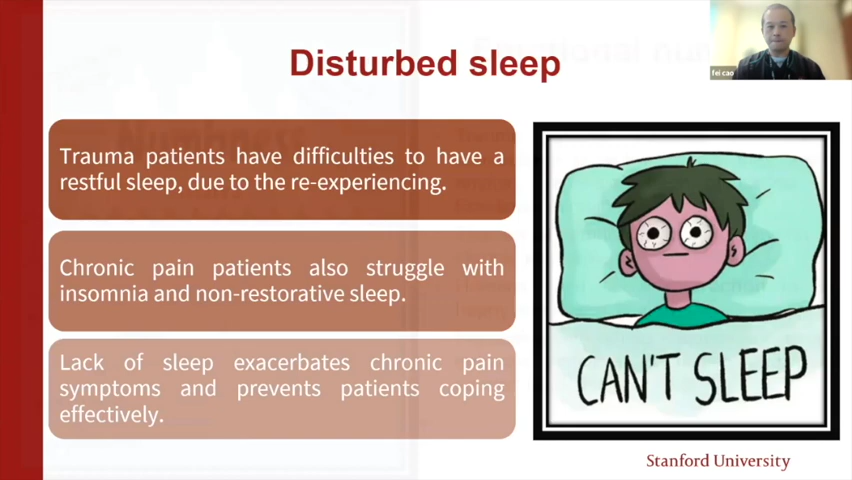 Disturbed sleep
fei cao
Trauma patients have difficulties to have a
restful sleep, due to the re-experiencing.
Chronic pain patients also struggle with
insomnia and non-restorative sleep.
Lack of sleep exacerbates chronic pain
symptoms and prevents patients coping
effectively.
CAN'T SLEEP
Stanford University